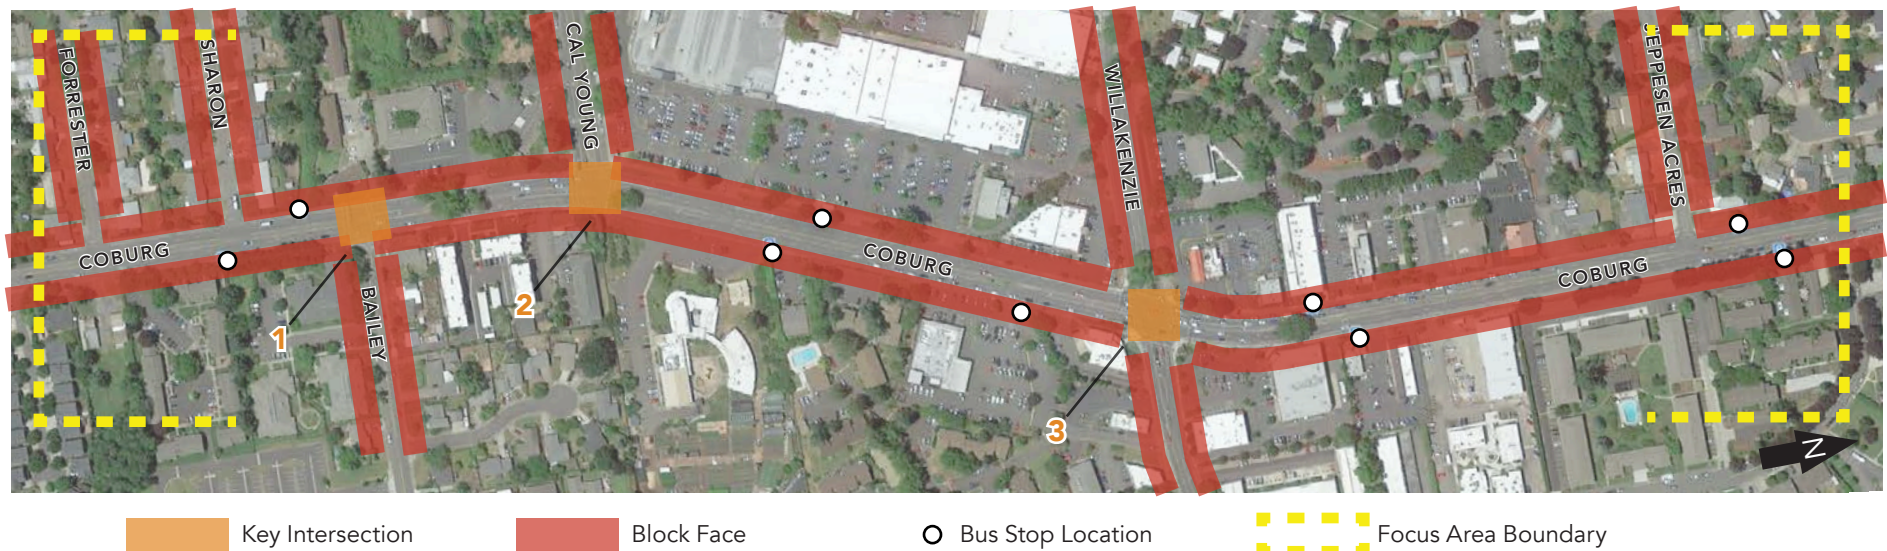 FORRESTER
SHARON
CAL YOUNG
WILLAKENZIE
JEPPESEN ACRES
COBURG
COBURG
COBURG
BAILEY
1
2
3
N
Key Intersection
Block Face
Bus Stop Location
Focus Area Boundary